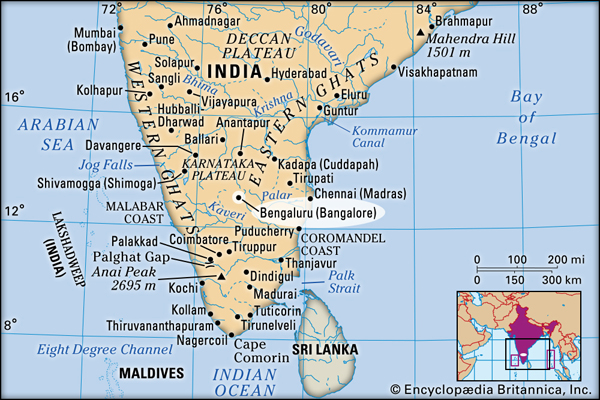 72
76
80
84
88
Mumbai
(Bombay)
Ahmadnagar
Pune
DECCAN
PLATEAU
Godavari
Brahmapur
Mahendra Hill
1501 m
Solapur
Sangli
INDIA
Hyderabad
Visakhapatnam
Kolhapur
Bhima
Vijayapura
EASTERN GHATS
Eluru
Guntur
Krishna
16°
Hubballi-
Dharwad
Anantapur
Kommamur
Canal
Bay
of
Bengal
ARABIAN
SEA
WESTERN GHATS
Ballari
Davangere
KARNATAKA
PLATEAU
Kadapa (Cuddapah)
Jog Falls
Tirupati
Shivamogga (Shimoga)
Palar
Chennai (Madras)
MALABAR
COAST
Kaveri
Bengaluru (Bangalore)
12°
LAKSHADWEEP
(INDIA)
Puducherry
COROMANDEL
COAST
Palakkad
Coimbatore
Tiruppur
Palghat Gap
Thanjavur
Anai Peak
2695 m
Dindigul
Palk
Strait
Kochi
Madurai
Kollam
Tuticorin
Thiruvananthapuram
Tirunelveli
8°
Nagercoil
Cape
Comorin
Eight Degree Channel
SRI LANKA
MALDIVES
INDIAN
OCEAN
0 100 200 mi
0 150 300 km
© Encyclopædia Britannica, Inc.